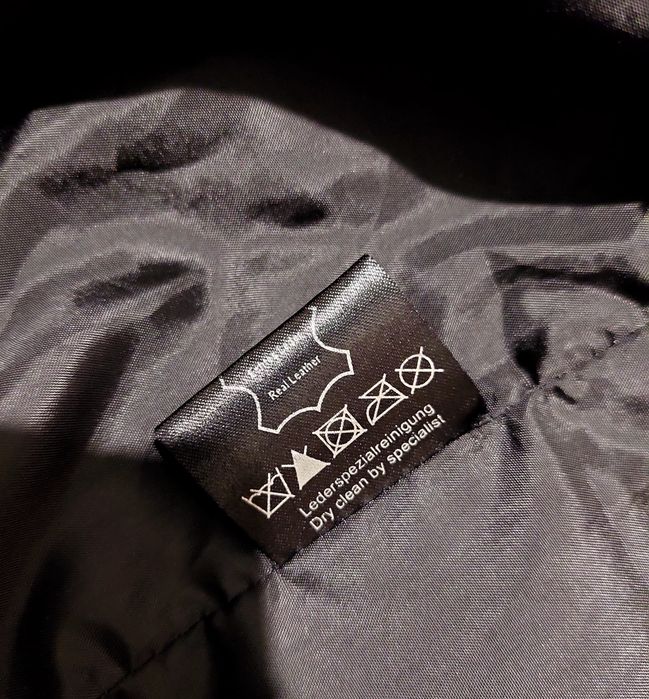 Real Leather
Lederspezialreinigung
Dry clean by specialist